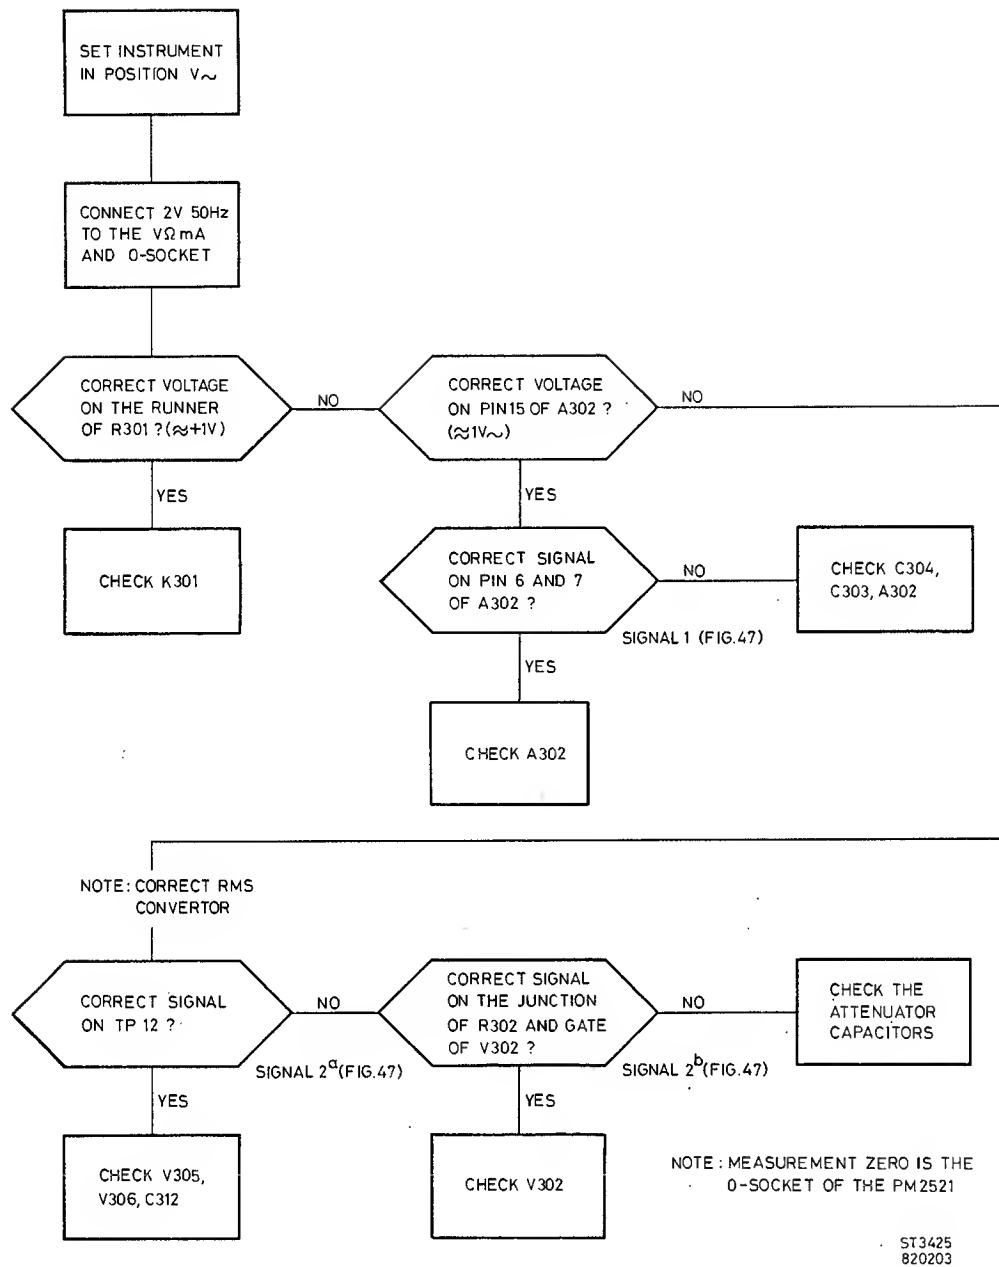 SET INSTRUMENT
IN POSITION V~
CONNECT 2V 50Hz
TO THE VΩmA
AND 0-SOCKET
CORRECT VOLTAGE
ON THE RUNNER
OF R301?(≈+1V)
NO
CORRECT VOLTAGE
ON PIN15 OF A302 ?
(≈1V~)
NO
YES
YES
CHECK K301
CORRECT SIGNAL
ON PIN 6 AND 7
OF A302 ?
NO
SIGNAL 1 (FIG.47)
CHECK C304,
C303, A302
YES
CHECK A302
NOTE: CORRECT RMS
CONVERTOR
CORRECT SIGNAL
ON TP 12 ?
NO
SIGNAL 2a(FIG.47)
CORRECT SIGNAL
ON THE JUNCTION
OF R302 AND GATE
OF V302 ?
NO
SIGNAL 2b(FIG.47)
CHECK THE
ATTENUATOR
CAPACITORS
YES
YES
CHECK V305,
V306, C312
CHECK V302
NOTE : MEASUREMENT ZERO IS THE
0-SOCKET OF THE PM2521
ST3425
820203